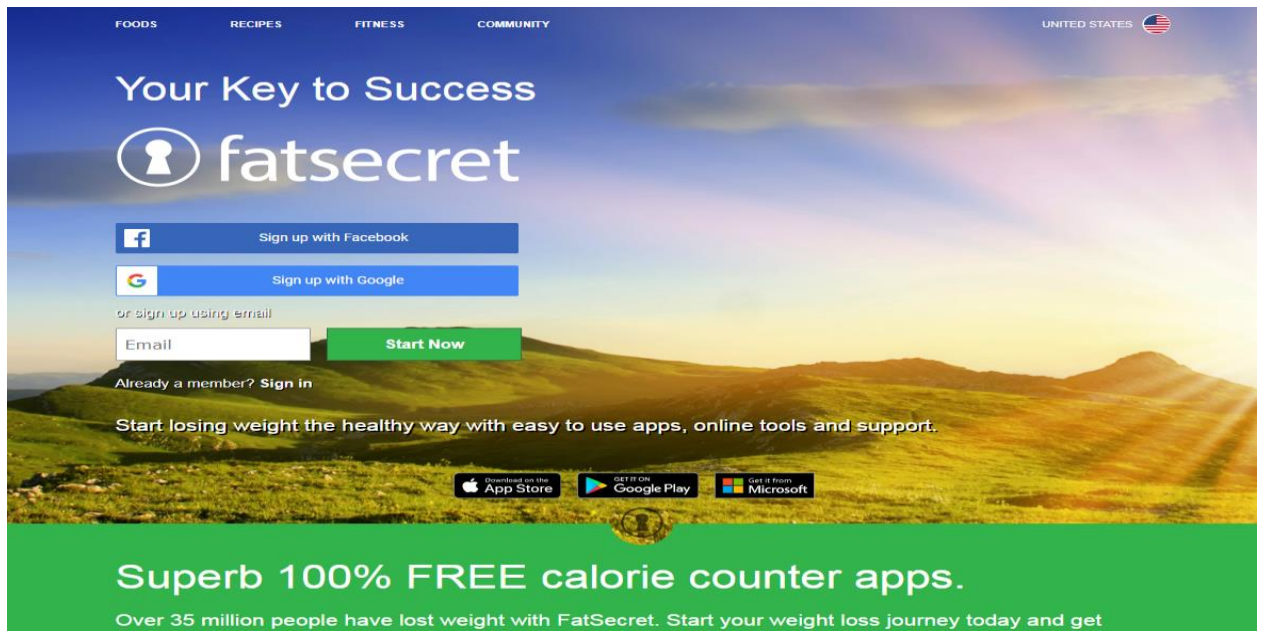 FOODS RECIPES FITNESS COMMUNITY UNITED STATES
Your Key to Success
fatsecret
Sign up with Facebook
Sign up with Google
or sign up using email
Email Start Now
Already a member? Sign in
Start losing weight the healthy way with easy to use apps, online tools and support.
Download on the App Store GET IT ON Google Play Get it from Microsoft
Superb 100% FREE calorie counter apps.
Over 35 million people have lost weight with FatSecret. Start your weight loss journey today and get